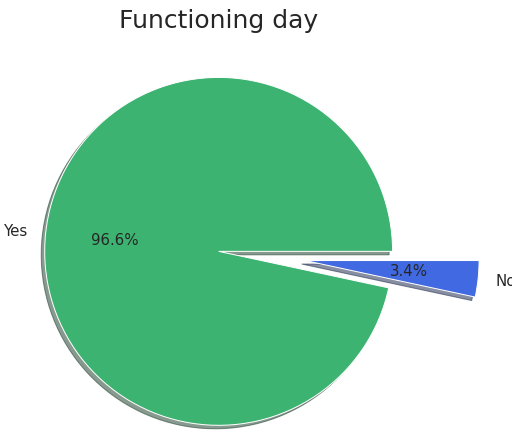 Functioning day
Yes
96.6%
3.4%
No